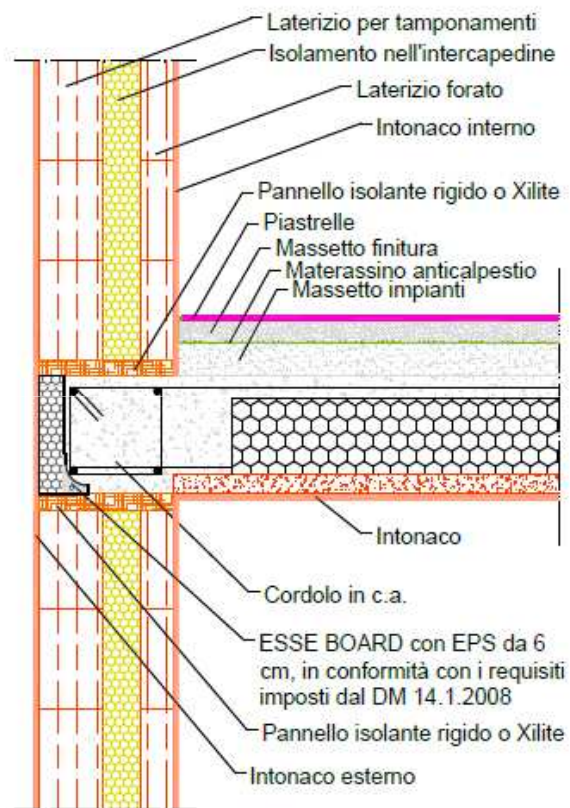 Laterizio per tamponamenti
Isolamento nell'intercapedine
Laterizio forato
Intonaco interno
Pannello isolante rigido o Xilite
Piastrelle
Massetto finitura
Materassino anticalpestio
Massetto impianti
Intonaco
Cordolo in c.a.
ESSE BOARD con EPS da 6
cm, in conformità con i requisiti
imposti dal DM 14.1.2008
Pannello isolante rigido o Xilite
Intonaco esterno